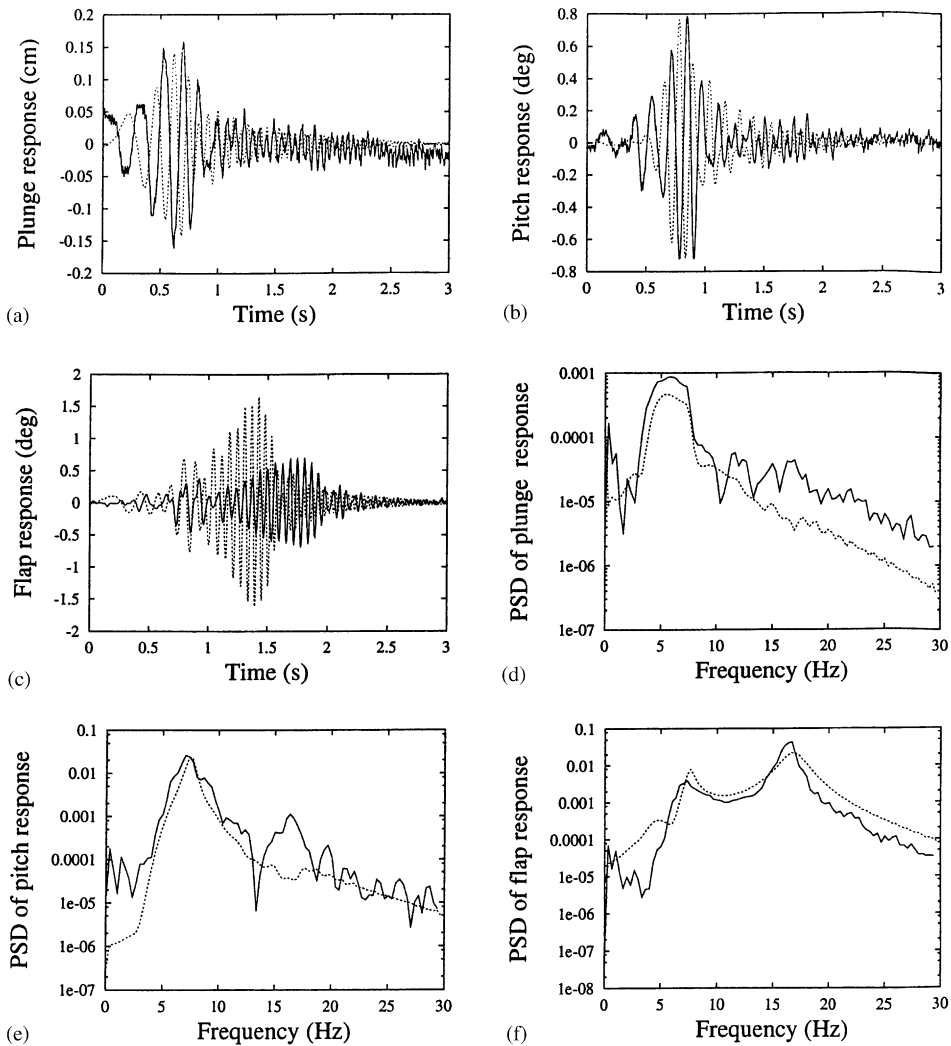 0.2
0.15
0.1
0.05
0
-0.05
-0.1
-0.15
-0.2
Plunge response (cm)
0 0.5 1 1.5 2 2.5 3
Time (s)
(a)
0.8
0.6
0.4
0.2
0
-0.2
-0.4
-0.6
-0.8
Pitch response (deg)
0 0.5 1 1.5 2 2.5 3
Time (s)
(b)
2
1.5
1
0.5
0
-0.5
-1
-1.5
-2
Flap response (deg)
0 0.5 1 1.5 2 2.5 3
Time (s)
(c)
0.001
0.0001
1e-05
1e-06
1e-07
PSD of plunge response
0 5 10 15 20 25 30
Frequency (Hz)
(d)
0.1
0.01
0.001
0.0001
1e-05
1e-06
1e-07
PSD of pitch response
0 5 10 15 20 25 30
Frequency (Hz)
(e)
0.1
0.01
0.001
0.0001
1e-05
1e-06
1e-07
1e-08
PSD of flap response
0 5 10 15 20 25 30
Frequency (Hz)
(f)